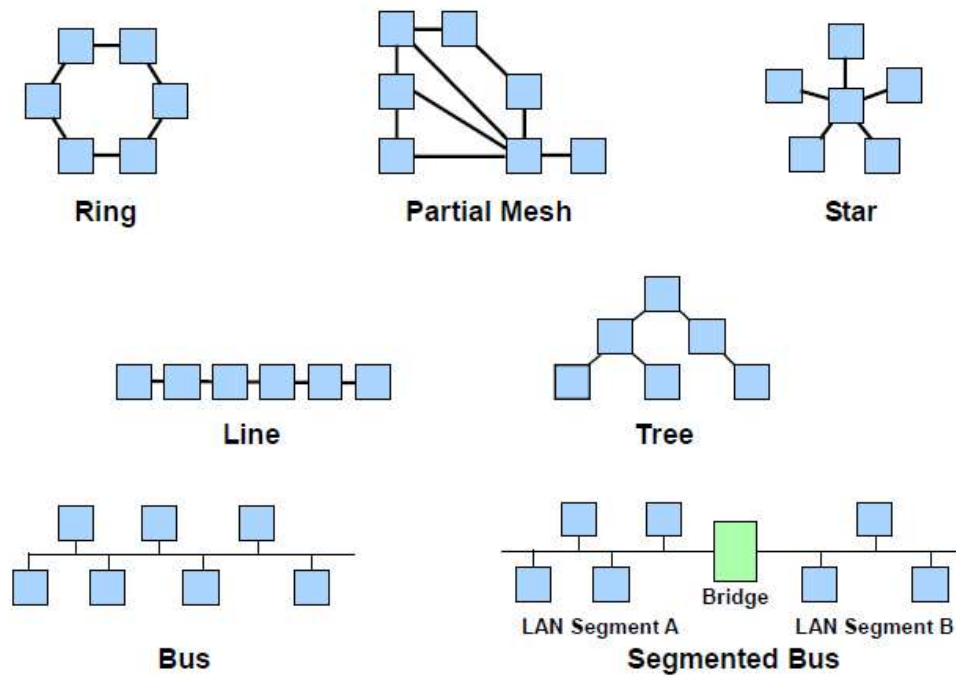 Ring
Partial Mesh
Star
Line
Tree
Bridge
LAN Segment A
LAN Segment B
Bus
Segmented Bus